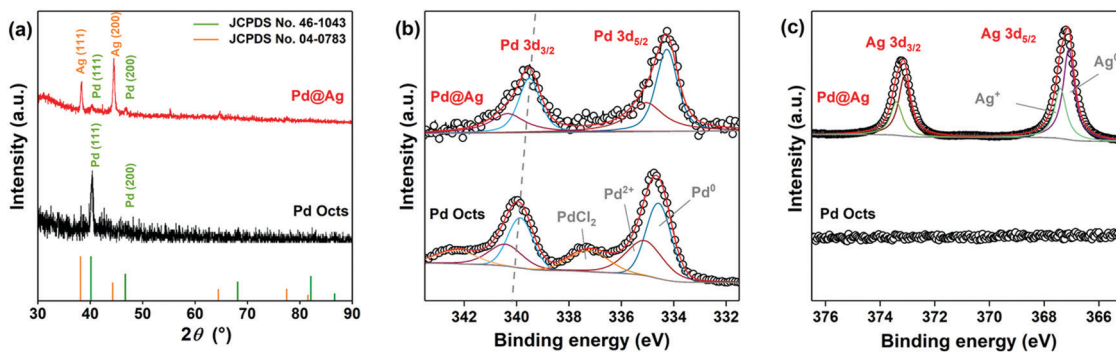 (a)
JCPDS No. 46-1043
JCPDS No. 04-0783
Ag (111)
Pd (111)
Ag (200)
Pd (200)
Pd@Ag
Pd (111)
Pd (200)
Pd Octs
Intensity (a.u.)
30 40 50 60 70 80 90
2θ (°)
(b)
Pd 3d3/2
Pd 3d5/2
Pd@Ag
Pd Octs
PdCl2
Pd2+
Pd0
Intensity (a.u.)
342 340 338 336 334 332
Binding energy (eV)
(c)
Ag 3d3/2
Ag 3d5/2
Ag0
Ag+
Pd@Ag
Pd Octs
Intensity (a.u.)
376 374 372 370 368 366
Binding energy (eV)